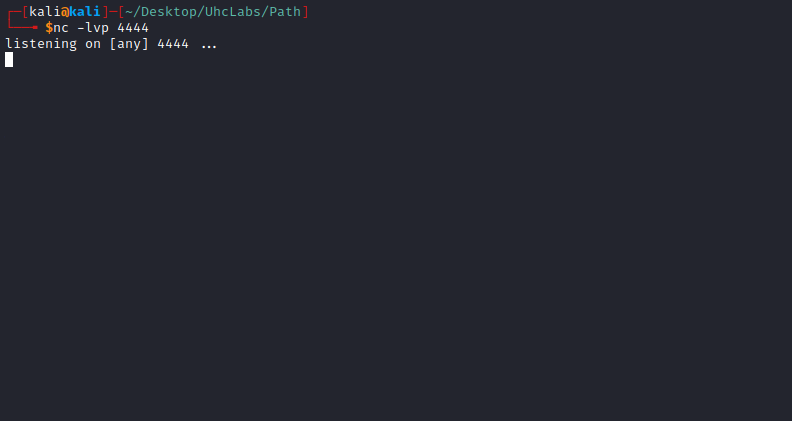 ┌─[kali@kali]─[~/Desktop/UhcLabs/Path]
└──╼ $nc -lvp 4444
listening on [any] 4444 ...